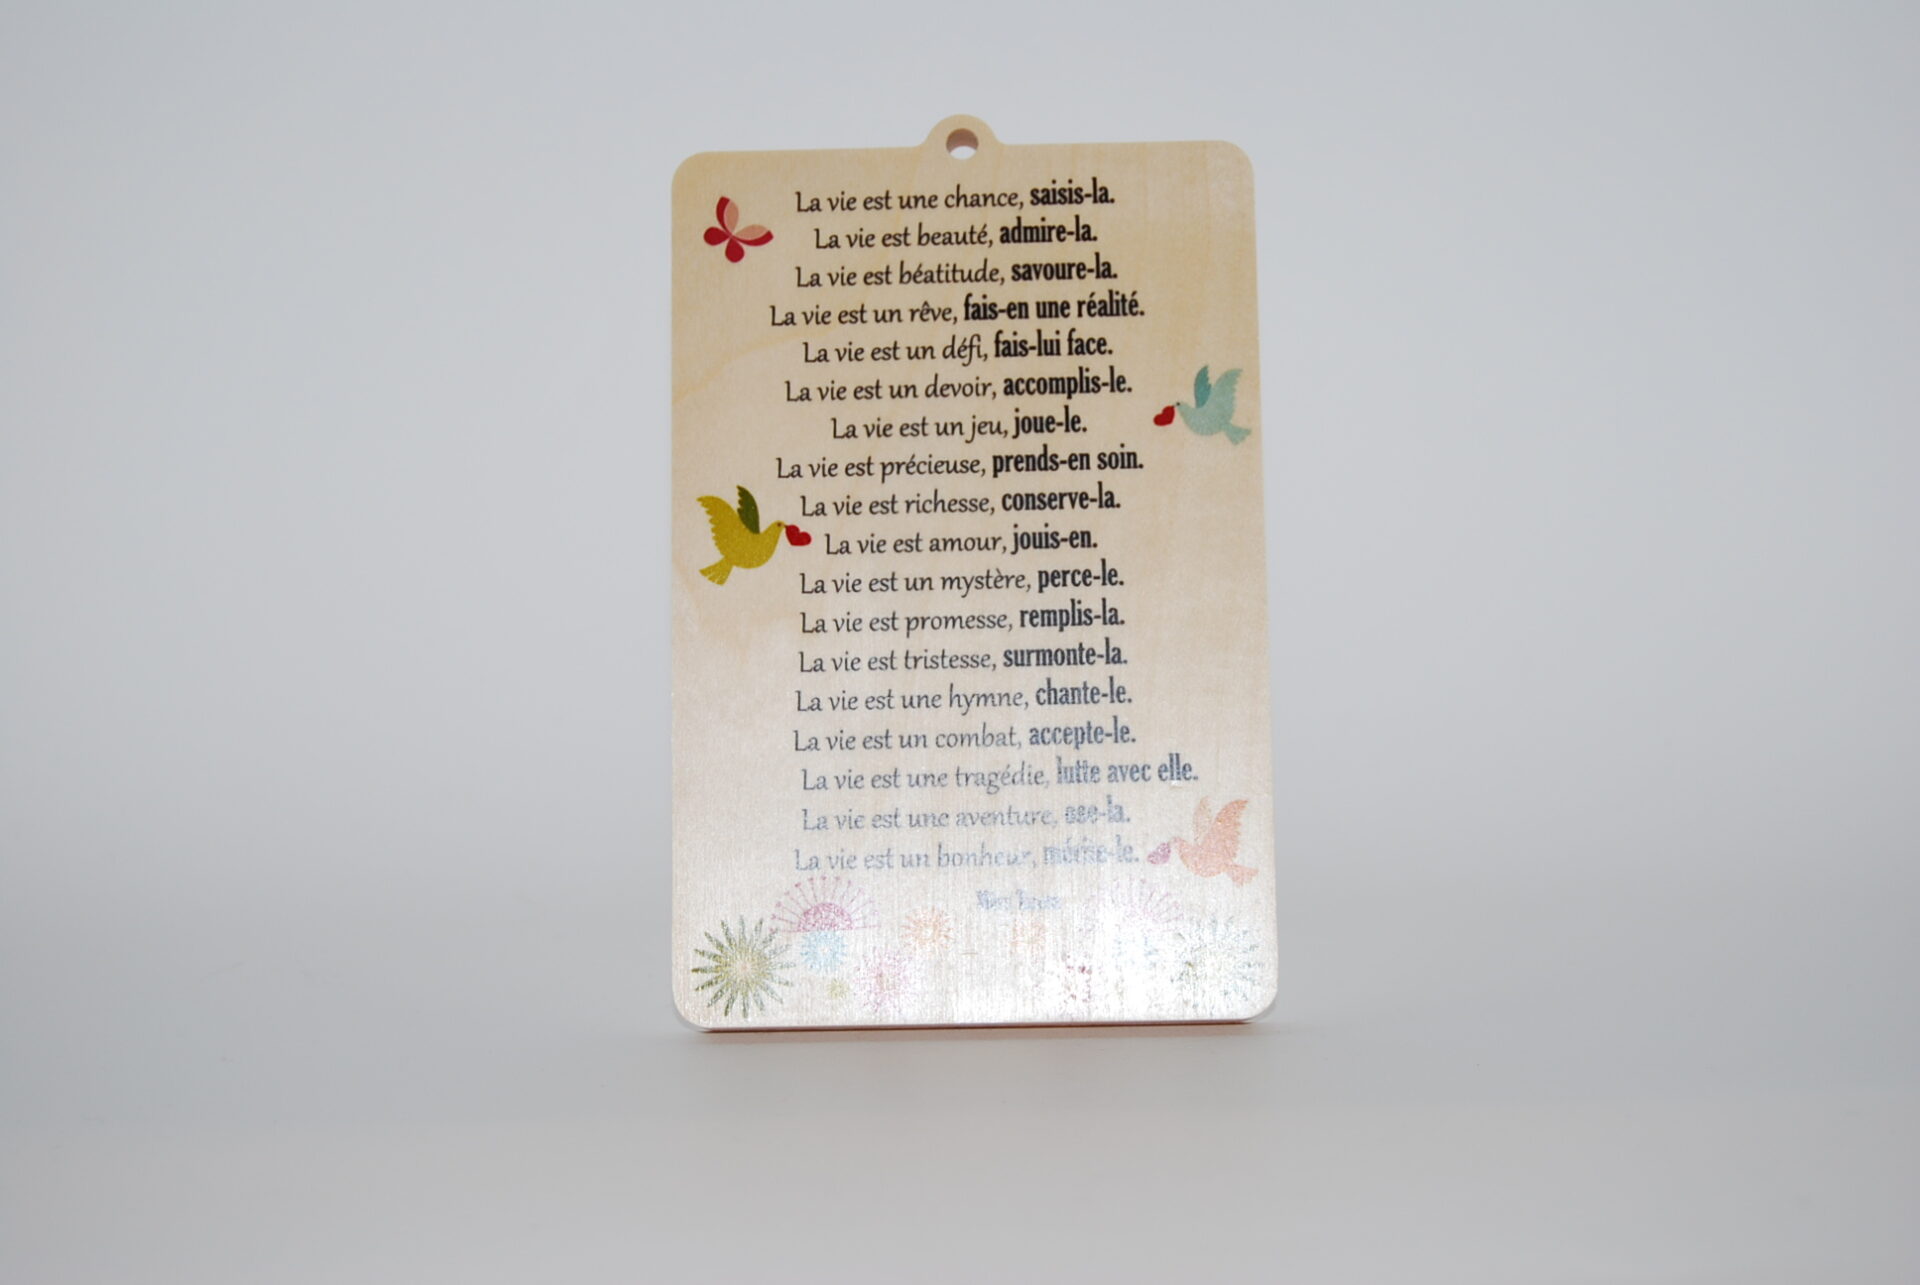 La vie est une chance, saisis-la.
La vie est beauté, admire-la.
La vie est béatitude, savoure-la.
La vie est un rêve, fais-en une réalité.
La vie est un défi, fais-lui face.
La vie est un devoir, accomplis-le.
La vie est un jeu, joue-le.
La vie est précieuse, prends-en soin.
La vie est richesse, conserve-la.
La vie est amour, jouis-en.
La vie est un mystère, perce-le.
La vie est promesse, remplis-la.
La vie est tristesse, surmonte-la.
La vie est une hymne, chante-le.
La vie est un combat, accepte-le.
La vie est une tragédie, lutte avec elle.
La vie est une aventure, ose-la.
La vie est un bonheur, mérite-le.